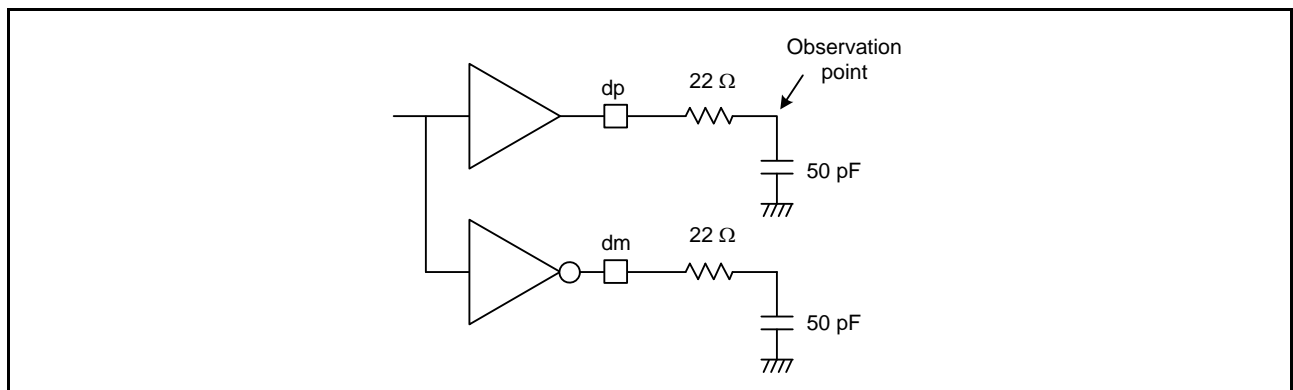 Observation
point
22 Ω
dp
50 pF
22 Ω
dm
50 pF